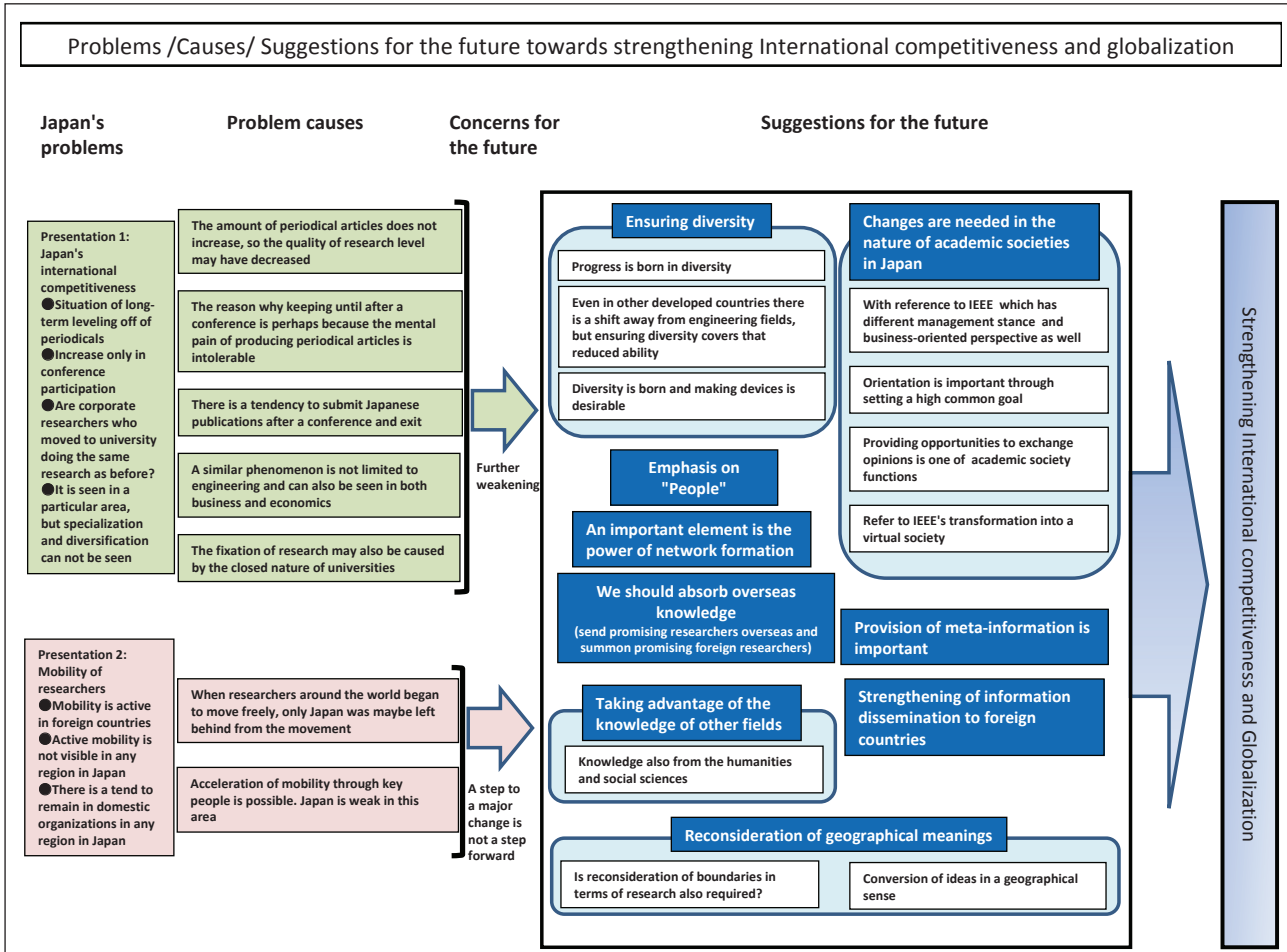 Problems /Causes/ Suggestions for the future towards strengthening International competitiveness and globalization
Japan's
problems
Problem causes
Concerns for
the future
Suggestions for the future
Presentation 1:
Japan's
international
competitiveness
●Situation of long-
term leveling off of
periodicals
●Increase only in
conference
participation
●Are corporate
researchers who
moved to university
doing the same
research as before?
●It is seen in a
particular area,
but specialization
and diversification
can not be seen
The amount of periodical articles does not
increase, so the quality of research level
may have decreased
The reason why keeping until after a
conference is perhaps because the mental
pain of producing periodical articles is
intolerable
There is a tendency to submit Japanese
publications after a conference and exit
A similar phenomenon is not limited to
engineering and can also be seen in both
business and economics
The fixation of research may also be caused
by the closed nature of universities
Further
weakening
Presentation 2:
Mobility of
researchers
●Mobility is active
in foreign countries
●Active mobility is
not visible in any
region in Japan
●There is a tend to
remain in domestic
organizations in any
region in Japan
When researchers around the world began
to move freely, only Japan was maybe left
behind from the movement
Acceleration of mobility through key
people is possible. Japan is weak in this
area
A step to
a major
change is
not a step
forward
Ensuring diversity
Progress is born in diversity
Even in other developed countries there
is a shift away from engineering fields,
but ensuring diversity covers that
reduced ability
Diversity is born and making devices is
desirable
Emphasis on
"People"
An important element is the
power of network formation
We should absorb overseas
knowledge
(send promising researchers overseas and
summon promising foreign researchers)
Taking advantage of the
knowledge of other fields
Knowledge also from the humanities
and social sciences
Changes are needed in the
nature of academic societies
in Japan
With reference to IEEE which has
different management stance and
business-oriented perspective as well
Orientation is important through
setting a high common goal
Providing opportunities to exchange
opinions is one of academic society
functions
Refer to IEEE's transformation into a
virtual society
Provision of meta-information is
important
Strengthening of information
dissemination to foreign
countries
Reconsideration of geographical meanings
Is reconsideration of boundaries in
terms of research also required?
Conversion of ideas in a geographical
sense
Strengthening International competitiveness and Globalization